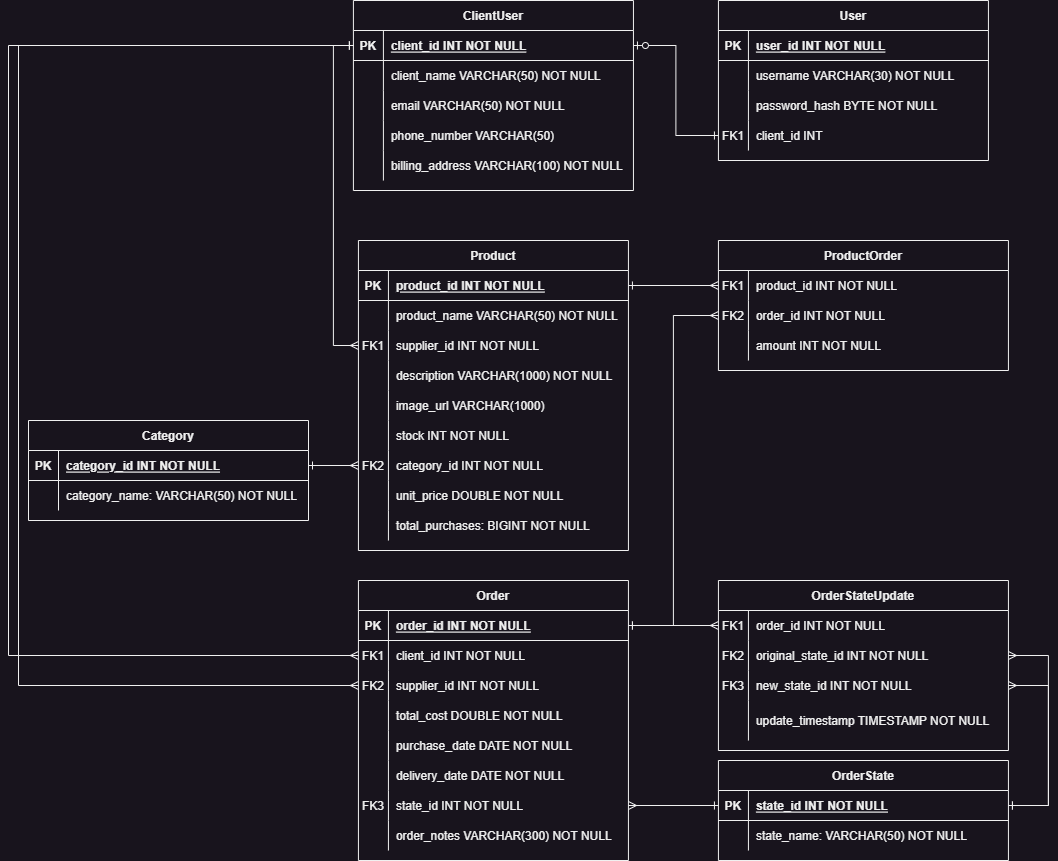 ClientUser
PK client_id INT NOT NULL
client_name VARCHAR(50) NOT NULL
email VARCHAR(50) NOT NULL
phone_number VARCHAR(50)
billing_address VARCHAR(100) NOT NULL
User
PK user_id INT NOT NULL
username VARCHAR(30) NOT NULL
password_hash BYTE NOT NULL
FK1 client_id INT
Product
PK product_id INT NOT NULL
product_name VARCHAR(50) NOT NULL
FK1 supplier_id INT NOT NULL
description VARCHAR(1000) NOT NULL
image_url VARCHAR(1000)
stock INT NOT NULL
FK2 category_id INT NOT NULL
unit_price DOUBLE NOT NULL
total_purchases: BIGINT NOT NULL
ProductOrder
FK1 product_id INT NOT NULL
FK2 order_id INT NOT NULL
amount INT NOT NULL
Category
PK category_id INT NOT NULL
category_name: VARCHAR(50) NOT NULL
Order
PK order_id INT NOT NULL
FK1 client_id INT NOT NULL
FK2 supplier_id INT NOT NULL
total_cost DOUBLE NOT NULL
purchase_date DATE NOT NULL
delivery_date DATE NOT NULL
FK3 state_id INT NOT NULL
order_notes VARCHAR(300) NOT NULL
OrderStateUpdate
FK1 order_id INT NOT NULL
FK2 original_state_id INT NOT NULL
FK3 new_state_id INT NOT NULL
update_timestamp TIMESTAMP NOT NULL
OrderState
PK state_id INT NOT NULL
state_name: VARCHAR(50) NOT NULL